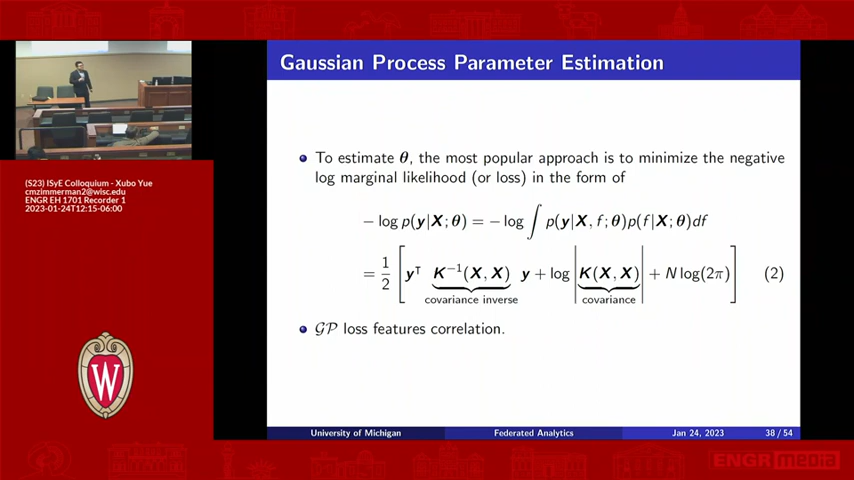 Gaussian Process Parameter Estimation
To estimate θ, the most popular approach is to minimize the negative
log marginal likelihood (or loss) in the form of
− log p(y|X; θ) = − log ∫ p(y|X, f; θ)p(f|X; θ)df
= 1/2 [ yᵀ K⁻¹(X, X) y + log |K(X, X)| + N log(2π) ] (2)
covariance inverse covariance
𝒢𝒫 loss features correlation.
University of Michigan Federated Analytics Jan 24, 2023 38 / 54
(S23) ISyE Colloquium - Xubo Yue
cmzimmerman2@wisc.edu
ENGR EH 1701 Recorder 1
2023-01-24T12:15-06:00
W
ENGR media